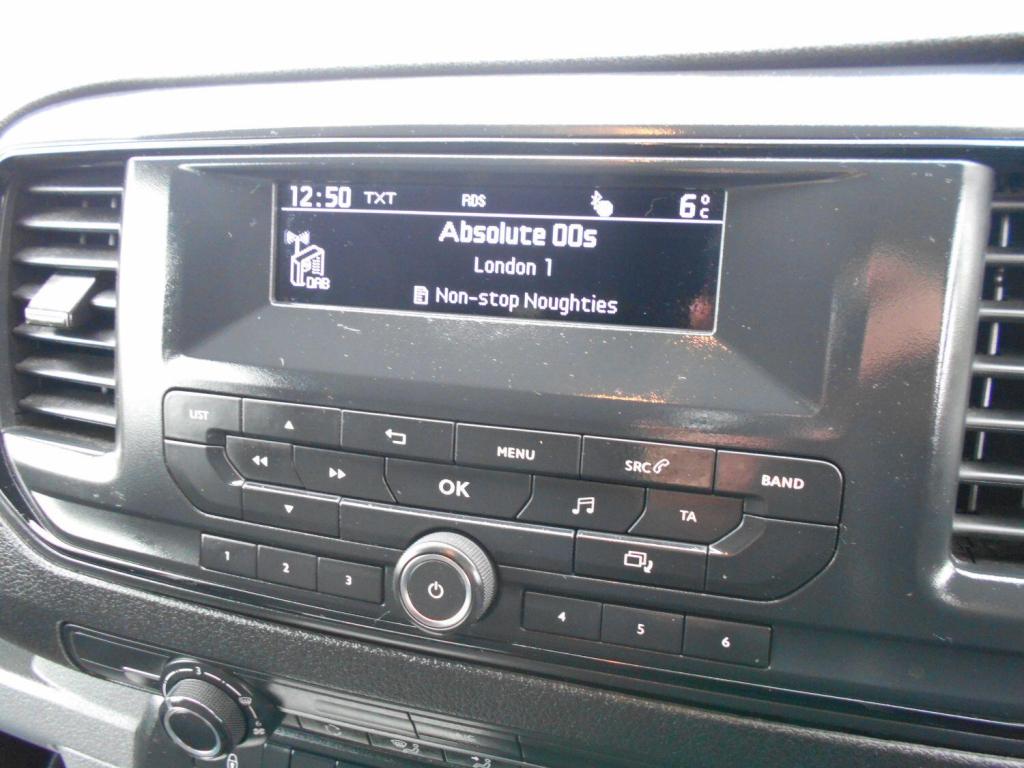 12:50 TXT RDS 6°C
Absolute 00s
DAB
London 1
Non-stop Noughties
LIST
MENU
SRC
BAND
OK
TA
1 2 3
4 5 6
3